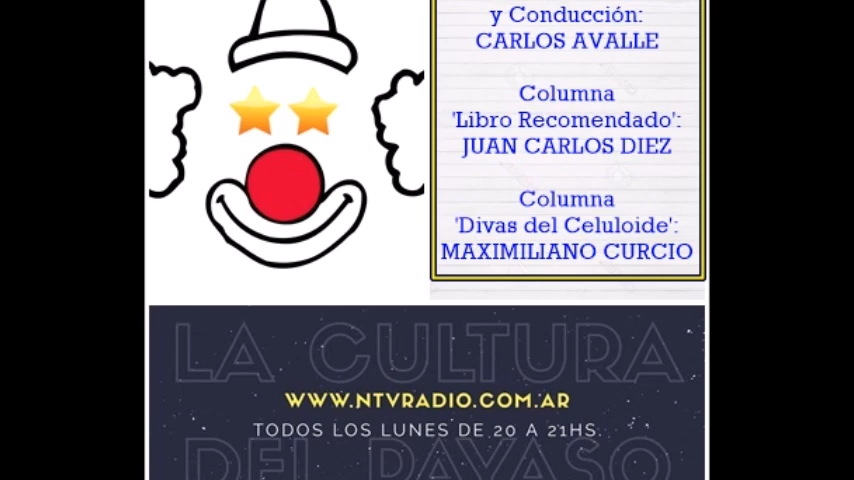 y Conducción:
CARLOS AVALLE
Columna
'Libro Recomendado':
JUAN CARLOS DIEZ
Columna
'Divas del Celuloide':
MAXIMILIANO CURCIO
LA CULTURA
WWW.NTVRADIO.COM.AR
TODOS LOS LUNES DE 20 A 21HS.
DEL PAYASO